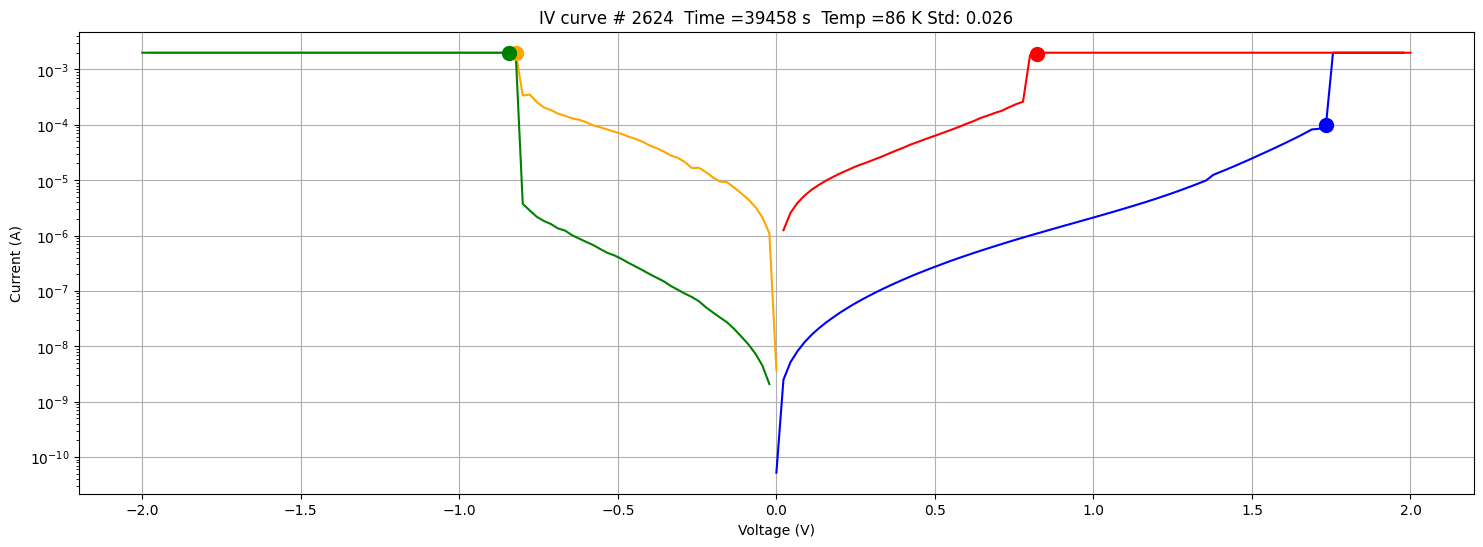 IV curve # 2624  Time =39458 s  Temp =86 K Std: 0.026
Current (A)
10⁻³
10⁻⁴
10⁻⁵
10⁻⁶
10⁻⁷
10⁻⁸
10⁻⁹
10⁻¹⁰
−2.0 −1.5 −1.0 −0.5 0.0 0.5 1.0 1.5 2.0
Voltage (V)